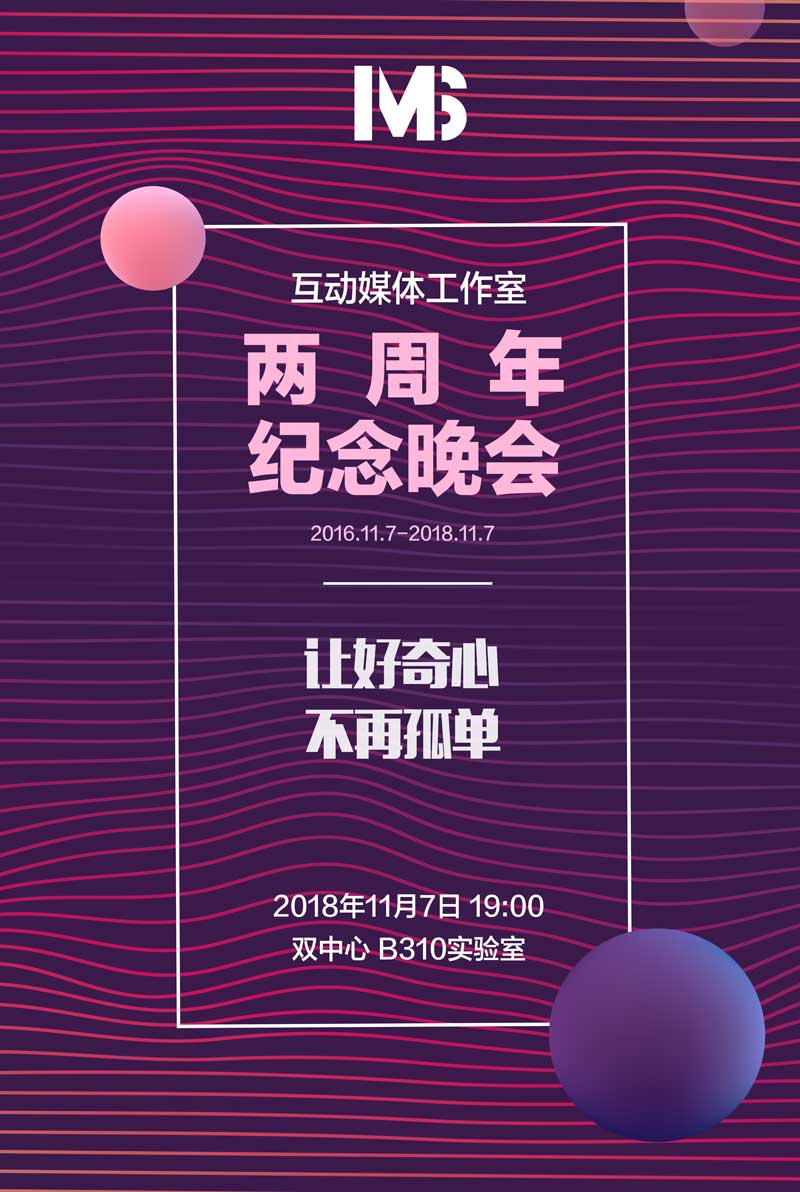 IMS
互动媒体工作室
两周年
纪念晚会
2016.11.7-2018.11.7
让好奇心
不再孤单
2018年11月7日 19:00
双中心 B310实验室